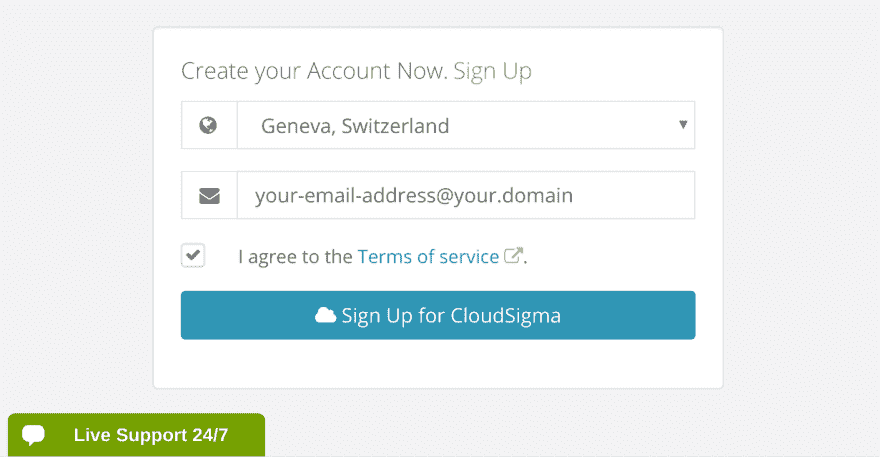 Create your Account Now. Sign Up
Geneva, Switzerland
your-email-address@your.domain
I agree to the Terms of service.
Sign Up for CloudSigma
Live Support 24/7